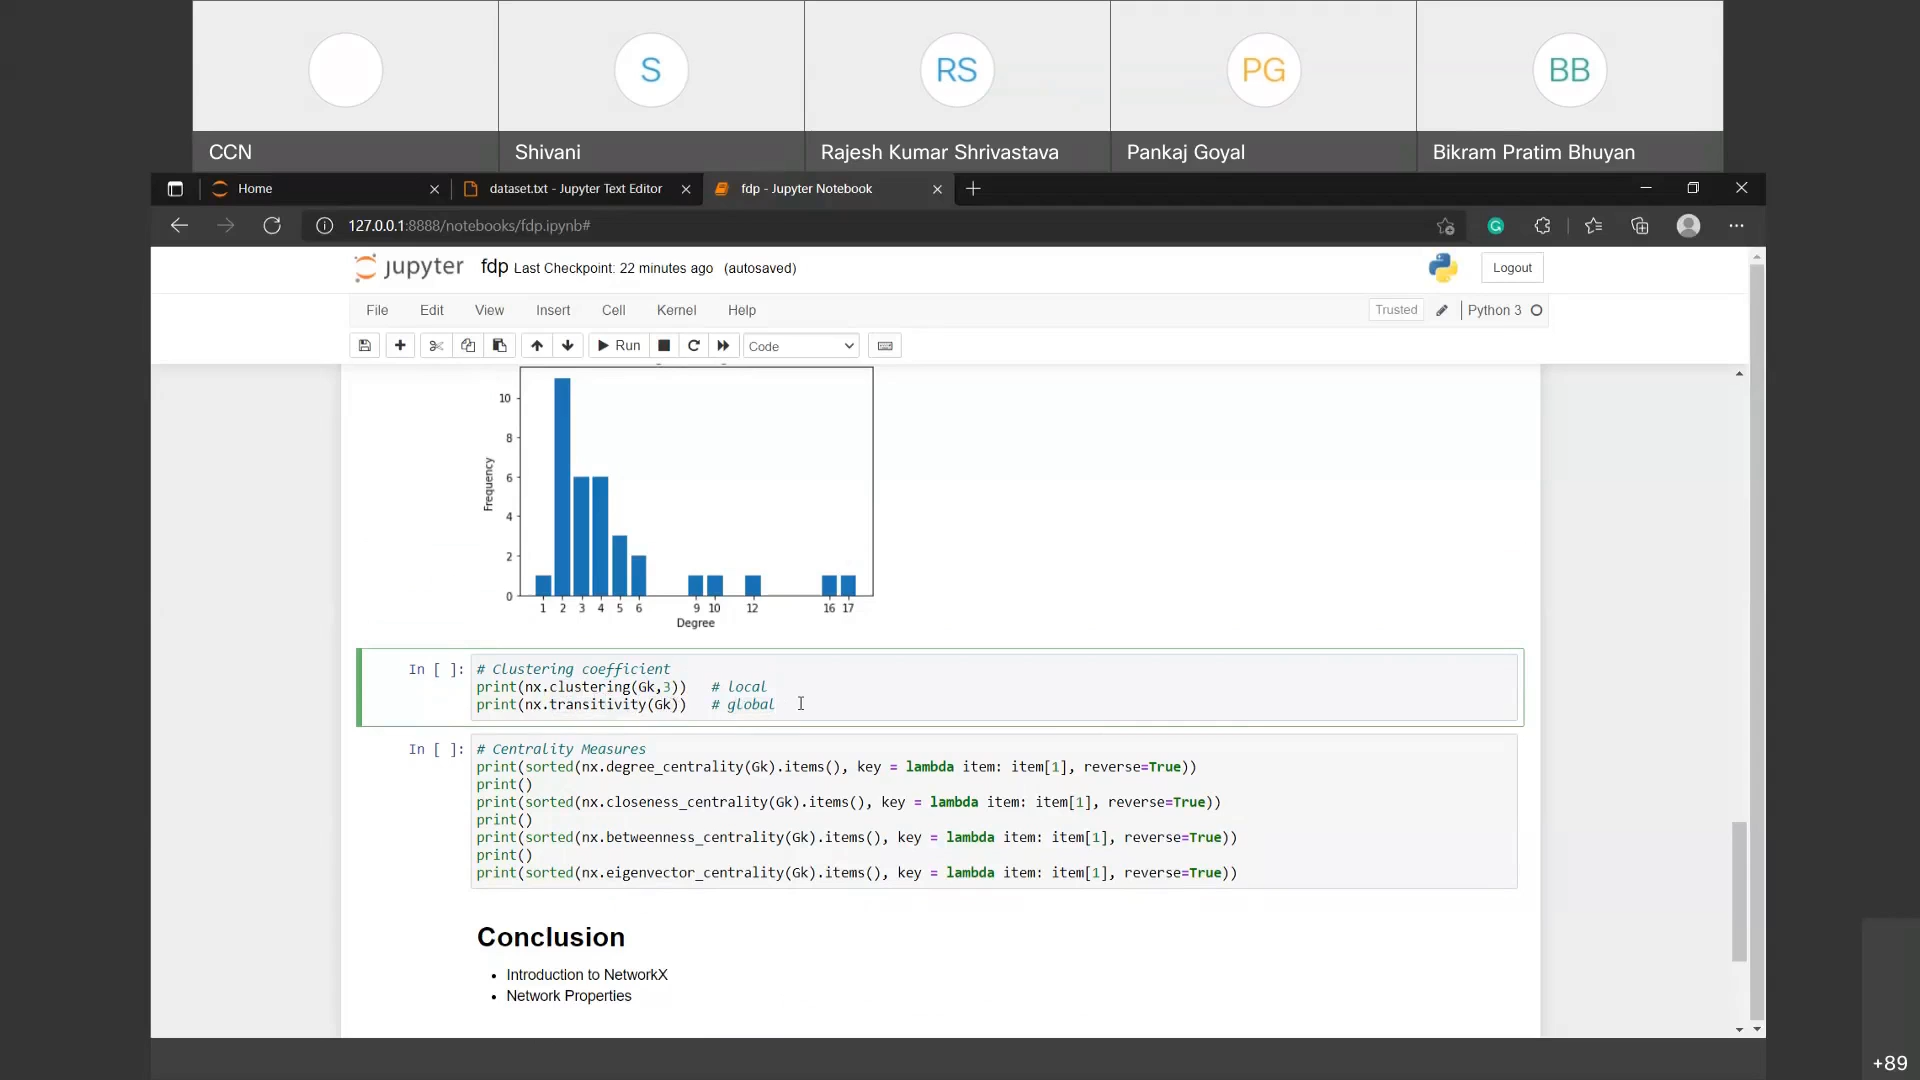 S
RS
PG
BB
CCN
Shivani
Rajesh Kumar Shrivastava
Pankaj Goyal
Bikram Pratim Bhuyan
Home
dataset.txt - Jupyter Text Editor
fdp - Jupyter Notebook
127.0.0.1:8888/notebooks/fdp.ipynb#
jupyter
fdp Last Checkpoint: 22 minutes ago (autosaved)
Logout
File Edit View Insert Cell Kernel Help
Trusted
Python 3
Run
Code
10
8
6
4
2
0
Frequency
1 2 3 4 5 6 9 10 12 16 17
Degree
In [ ]:
# Clustering coefficient
print(nx.clustering(Gk,3)) # local
print(nx.transitivity(Gk)) # global
In [ ]:
# Centrality Measures
print(sorted(nx.degree_centrality(Gk).items(), key = lambda item: item[1], reverse=True))
print()
print(sorted(nx.closeness_centrality(Gk).items(), key = lambda item: item[1], reverse=True))
print()
print(sorted(nx.betweenness_centrality(Gk).items(), key = lambda item: item[1], reverse=True))
print()
print(sorted(nx.eigenvector_centrality(Gk).items(), key = lambda item: item[1], reverse=True))
Conclusion
• Introduction to NetworkX
• Network Properties
+89